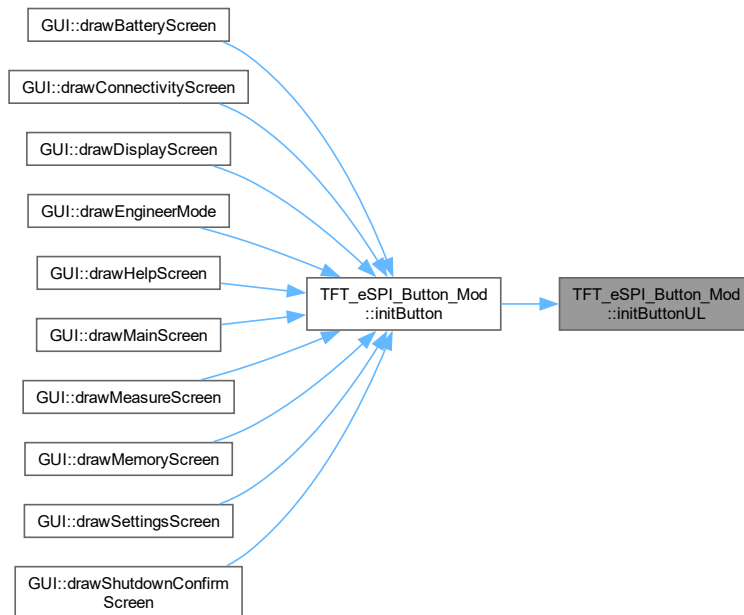 GUI::drawBatteryScreen
GUI::drawConnectivityScreen
GUI::drawDisplayScreen
GUI::drawEngineerMode
GUI::drawHelpScreen
GUI::drawMainScreen
GUI::drawMeasureScreen
GUI::drawMemoryScreen
GUI::drawSettingsScreen
GUI::drawShutdownConfirm
Screen
TFT_eSPI_Button_Mod
::initButton
TFT_eSPI_Button_Mod
::initButtonUL